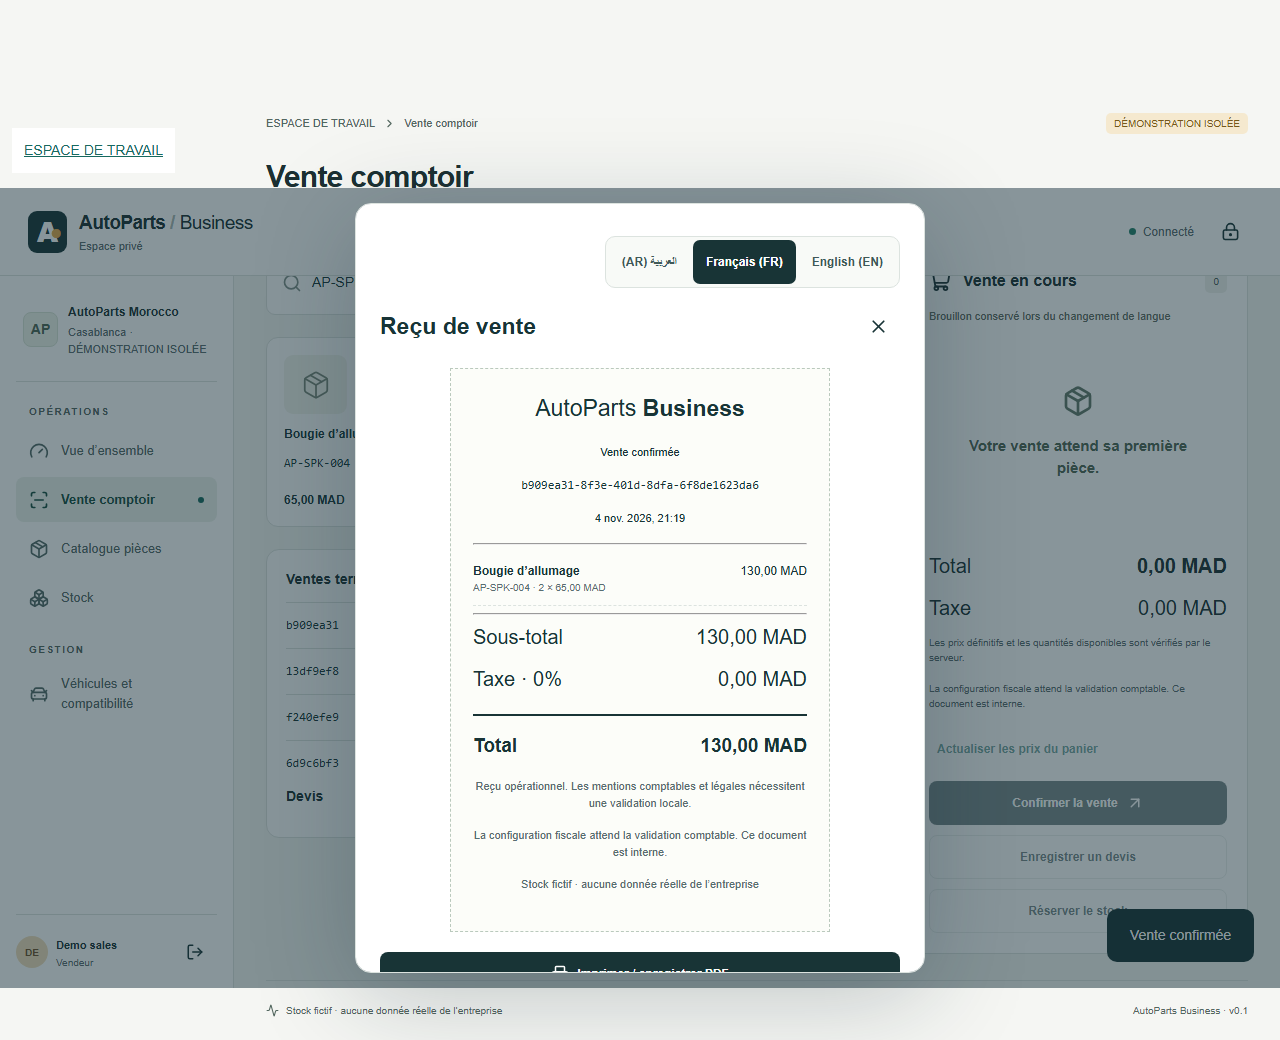 ESPACE DE TRAVAIL
ESPACE DE TRAVAIL > Vente comptoir
DÉMONSTRATION ISOLÉE
Vente comptoir
A
AutoParts / Business
Espace privé
Connecté
AP
AutoParts Morocco
Casablanca ·
DÉMONSTRATION ISOLÉE
OPÉRATIONS
Vue d’ensemble
Vente comptoir
Catalogue pièces
Stock
GESTION
Véhicules et
compatibilité
DE
Demo sales
Vendeur
AP-SP
Bougie d’allu
AP-SPK-004
65,00 MAD
Ventes ter
b909ea31
13df9ef8
f240efe9
6d9c6bf3
Devis
العربية (AR)
Français (FR)
English (EN)
Reçu de vente
AutoParts Business
Vente confirmée
b909ea31-8f3e-401d-8dfa-6f8de1623da6
4 nov. 2026, 21:19
Bougie d’allumage 130,00 MAD
AP-SPK-004 · 2 × 65,00 MAD
Sous-total 130,00 MAD
Taxe · 0% 0,00 MAD
Total 130,00 MAD
Reçu opérationnel. Les mentions comptables et légales nécessitent
une validation locale.
La configuration fiscale attend la validation comptable. Ce document
est interne.
Stock fictif · aucune donnée réelle de l’entreprise
Imprimer / enregistrer PDF
Vente en cours 0
Brouillon conservé lors du changement de langue
Votre vente attend sa première
pièce.
Total 0,00 MAD
Taxe 0,00 MAD
Les prix définitifs et les quantités disponibles sont vérifiés par le
serveur.
La configuration fiscale attend la validation comptable. Ce
document est interne.
Actualiser les prix du panier
Confirmer la vente
Enregistrer un devis
Réserver le stock
Vente confirmée
Stock fictif · aucune donnée réelle de l’entreprise
AutoParts Business · v0.1